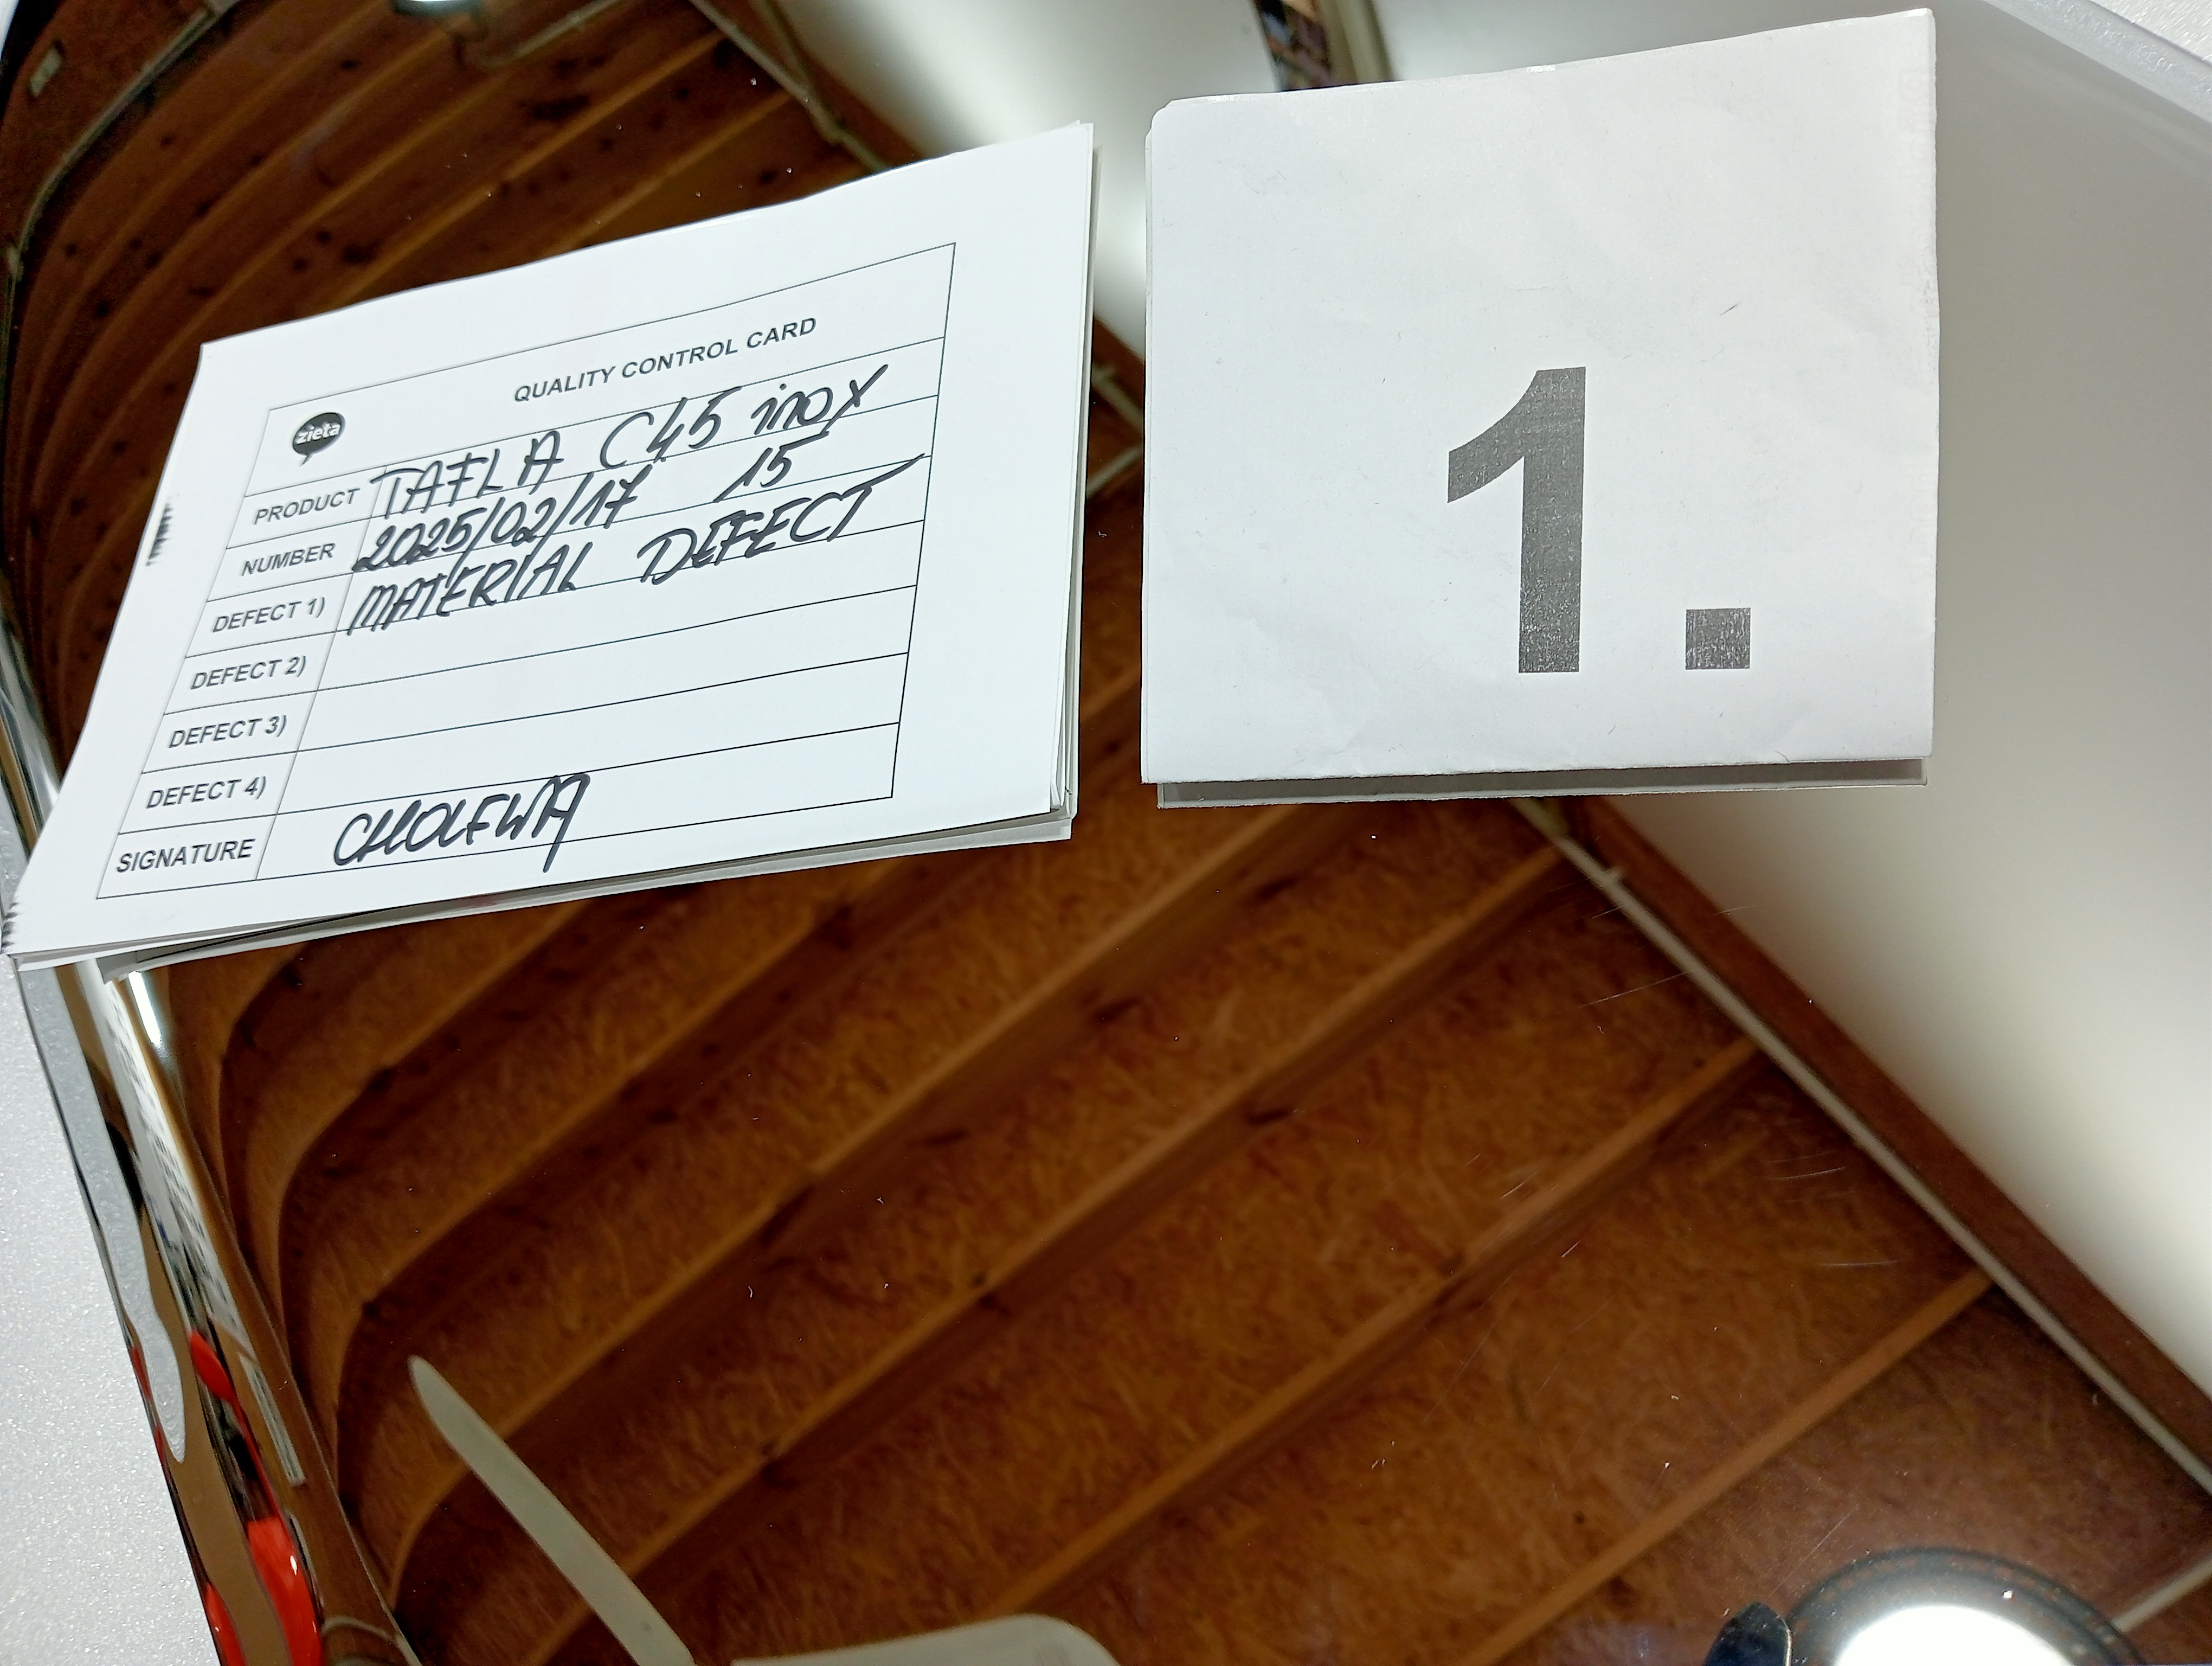 QUALITY CONTROL CARD
zieta
PRODUCT TAFLA C45 inox
NUMBER 2025/02/17 15
DEFECT 1) MATERIAL DEFECT
DEFECT 2)
DEFECT 3)
DEFECT 4)
SIGNATURE CHOLEWA
1.